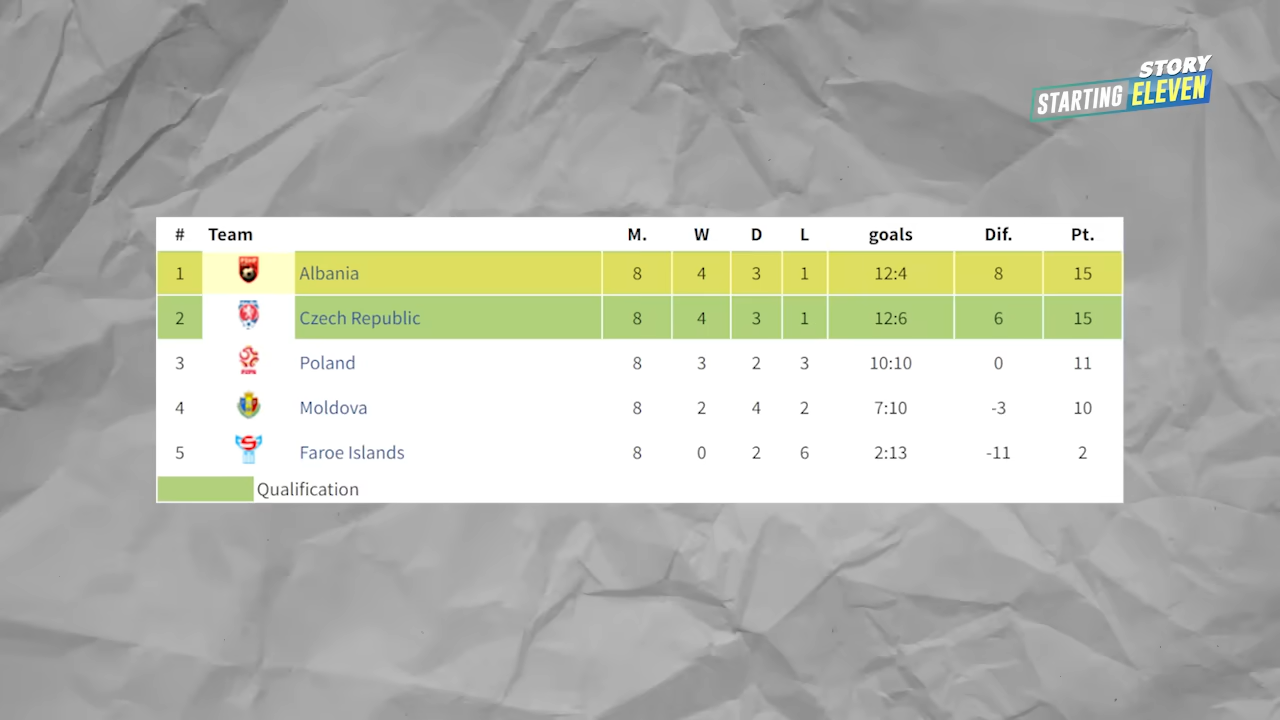 STORY
STARTING ELEVEN
# Team M. W D L goals Dif. Pt.
1 Albania 8 4 3 1 12:4 8 15
2 Czech Republic 8 4 3 1 12:6 6 15
3 Poland 8 3 2 3 10:10 0 11
4 Moldova 8 2 4 2 7:10 -3 10
5 Faroe Islands 8 0 2 6 2:13 -11 2
Qualification